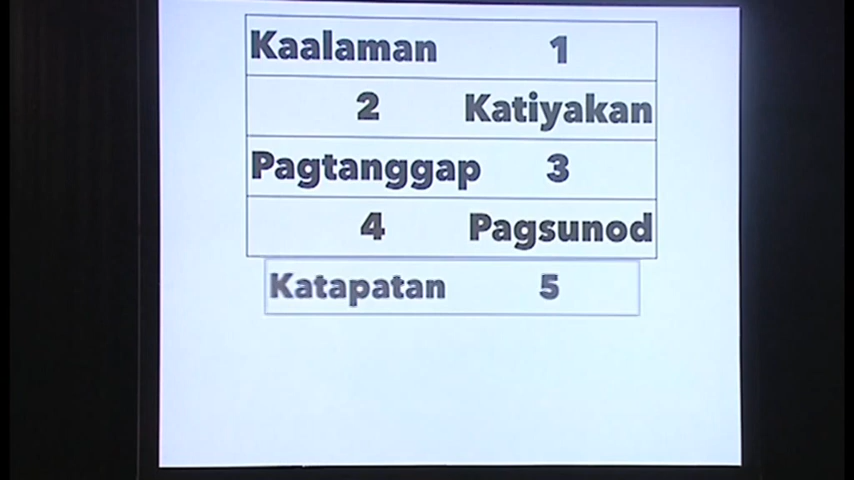 Kaalaman 1
2 Katiyakan
Pagtanggap 3
4 Pagsunod
Katapatan 5